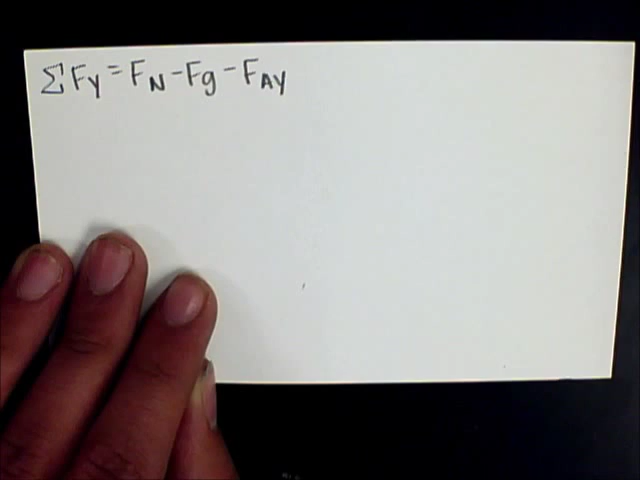 ΣFy = FN - Fg - FAy